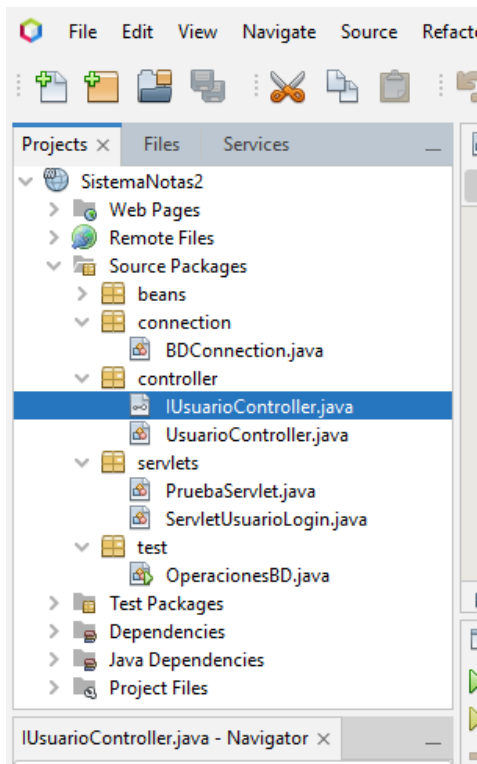 File Edit View Navigate Source Refacto
Projects Files Services
SistemaNotas2
Web Pages
Remote Files
Source Packages
beans
connection
BDConnection.java
controller
IUsuarioController.java
UsuarioController.java
servlets
PruebaServlet.java
ServletUsuarioLogin.java
test
OperacionesBD.java
Test Packages
Dependencies
Java Dependencies
Project Files
IUsuarioController.java - Navigator